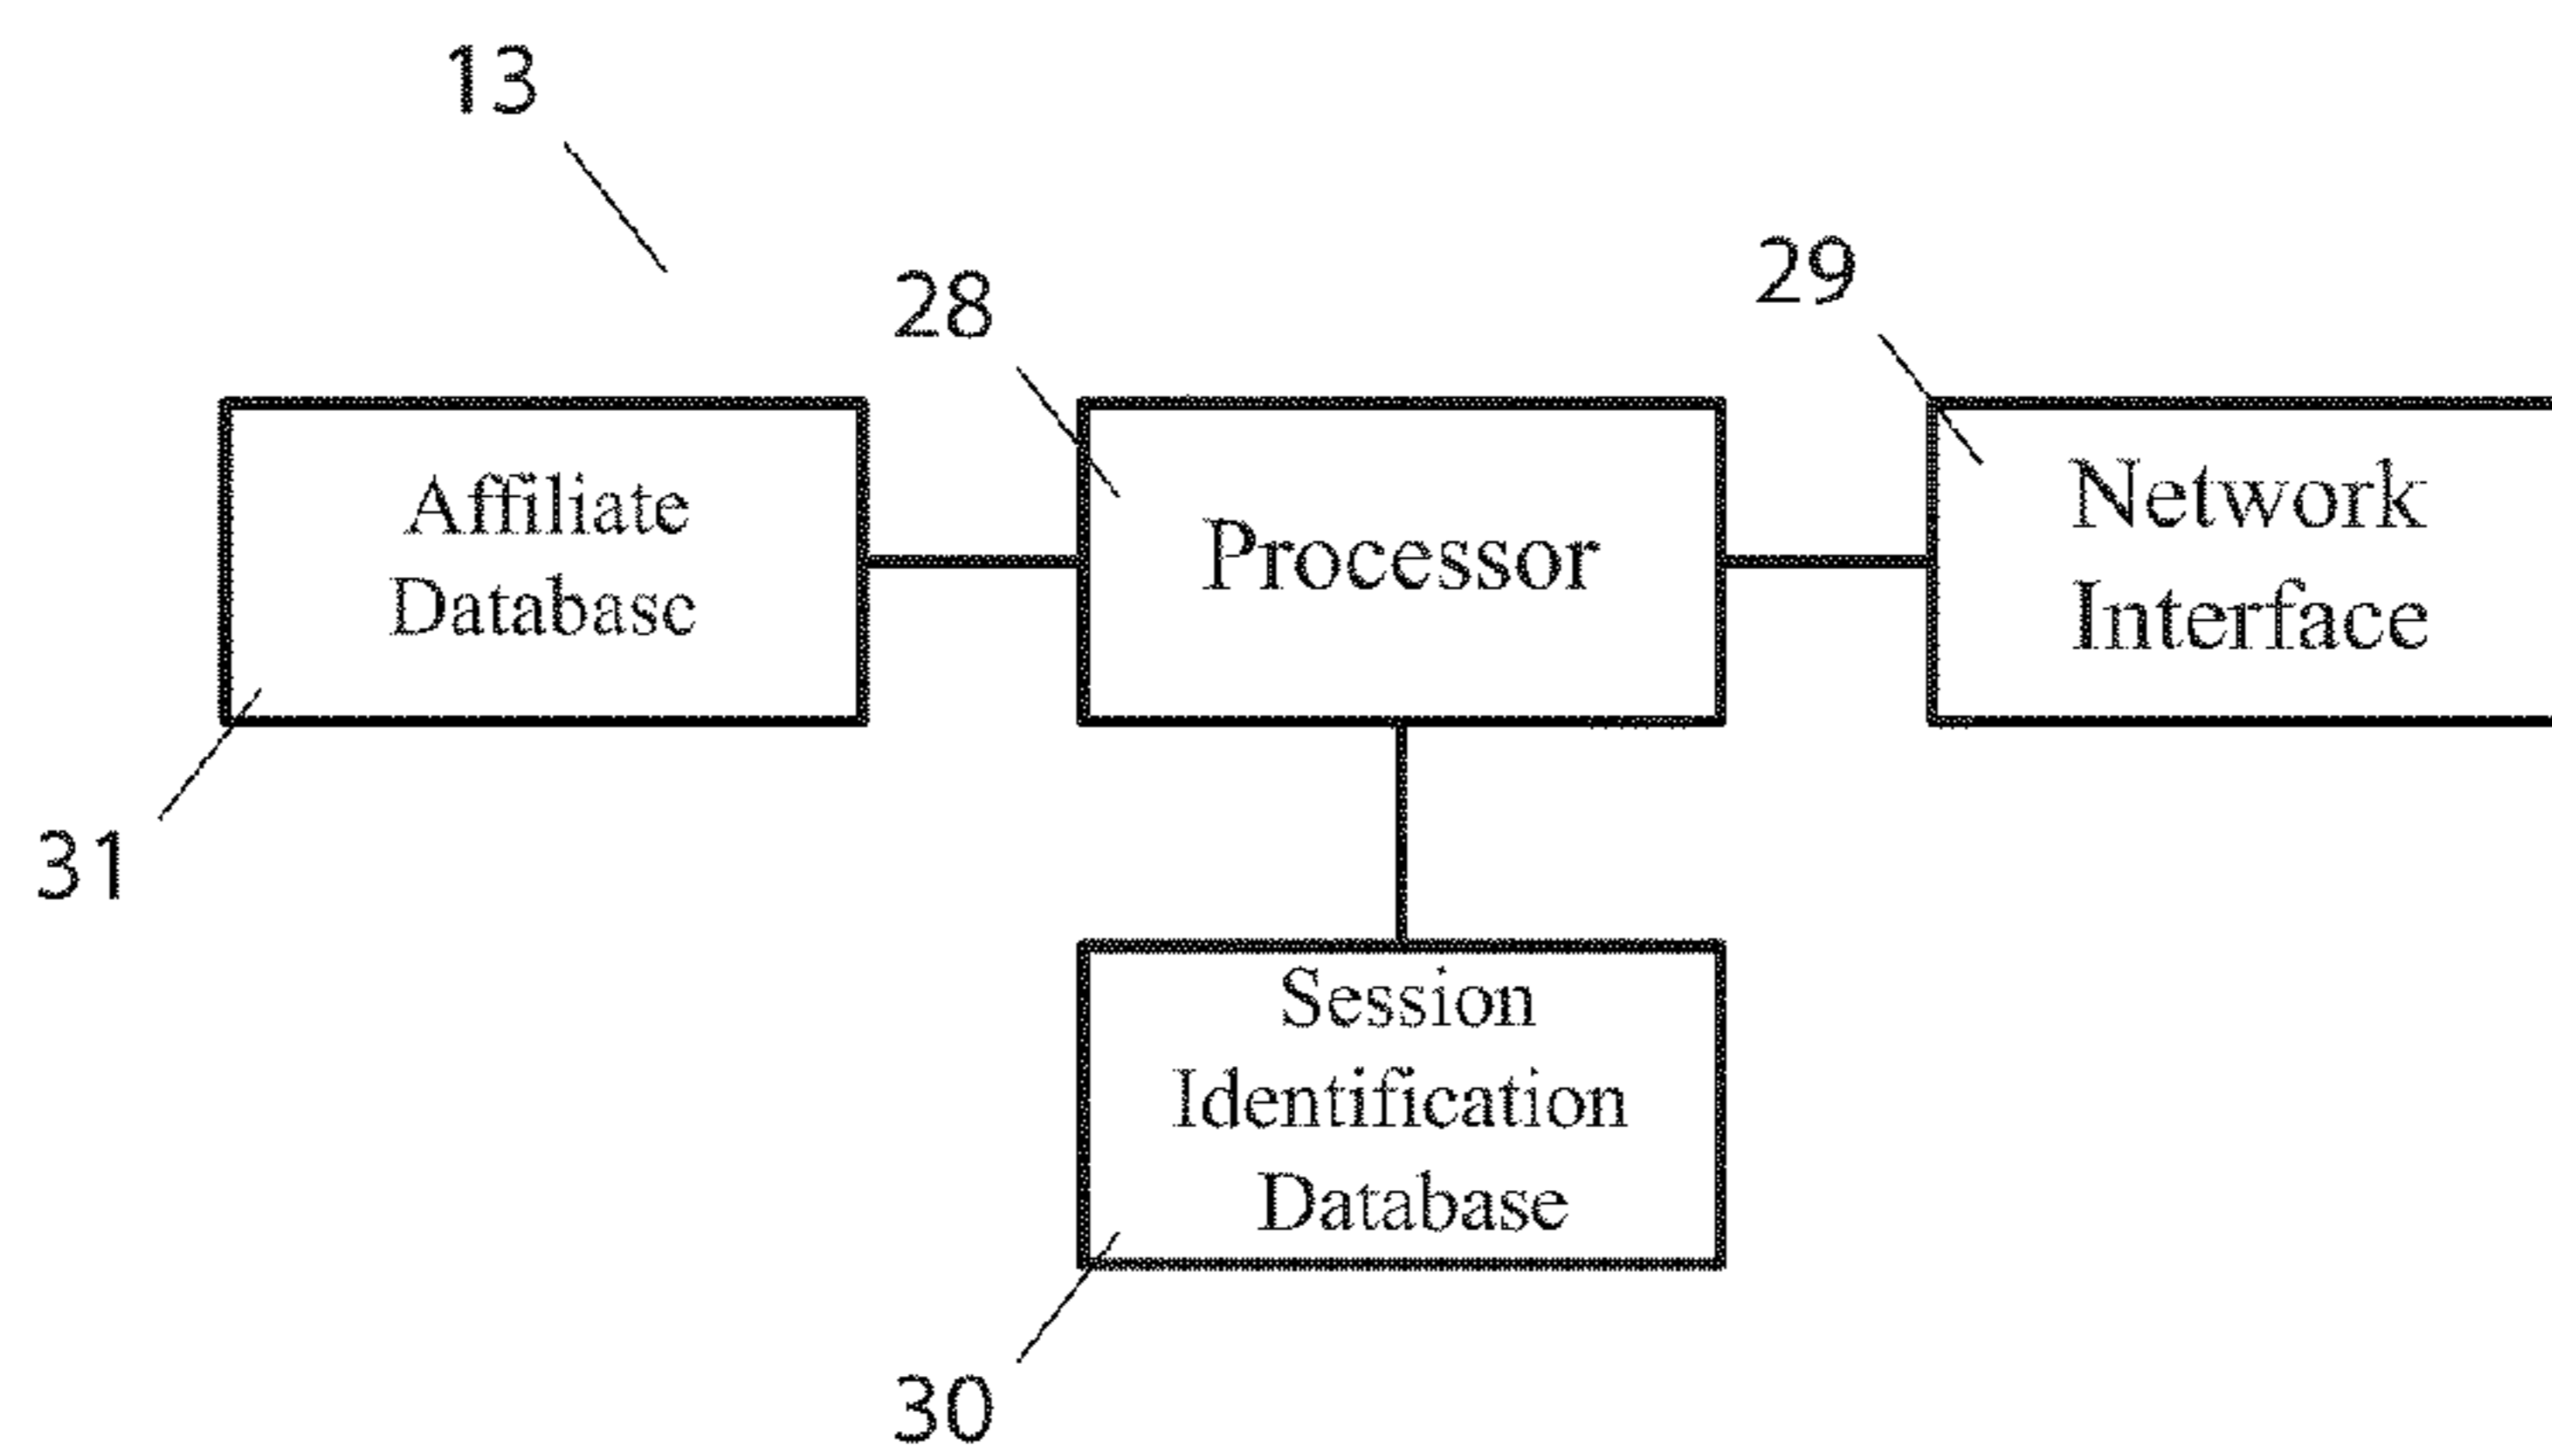 13
28
29
Affiliate
Database
Processor
Network
Interface
31
Session
Identification
Database
30